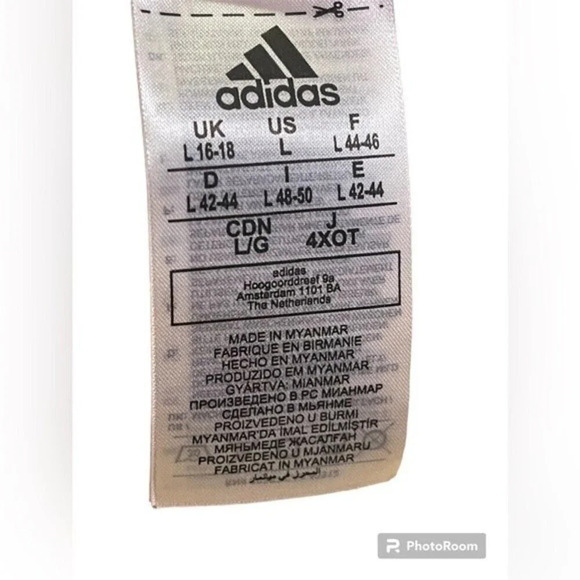 adidas
UK US F
L 16-18 L L 44-46
D I E
L 42-44 L 48-50 L 42-44
CDN J
L/G 4XOT
adidas
Hoogoorddreef 9a
Amsterdam 1101 BA
The Netherlands
MADE IN MYANMAR
FABRIQUE EN BIRMANIE
HECHO EN MYANMAR
PRODUZIDO EM MYANMAR
GYÁRTVA: MIANMAR
ПРОИЗВЕДЕНО В РС МИАНМАР
СДЕЛАНО В МЬЯНМЕ
PROIZVEDENO U BURMI
MYANMAR'DA İMAL EDİLMİŞTİR
МЯНЬМЕДЕ ЖАСАЛҒАН
PROIZVEDENO U MJANMARU
FABRICAT IN MYANMAR
PhotoRoom